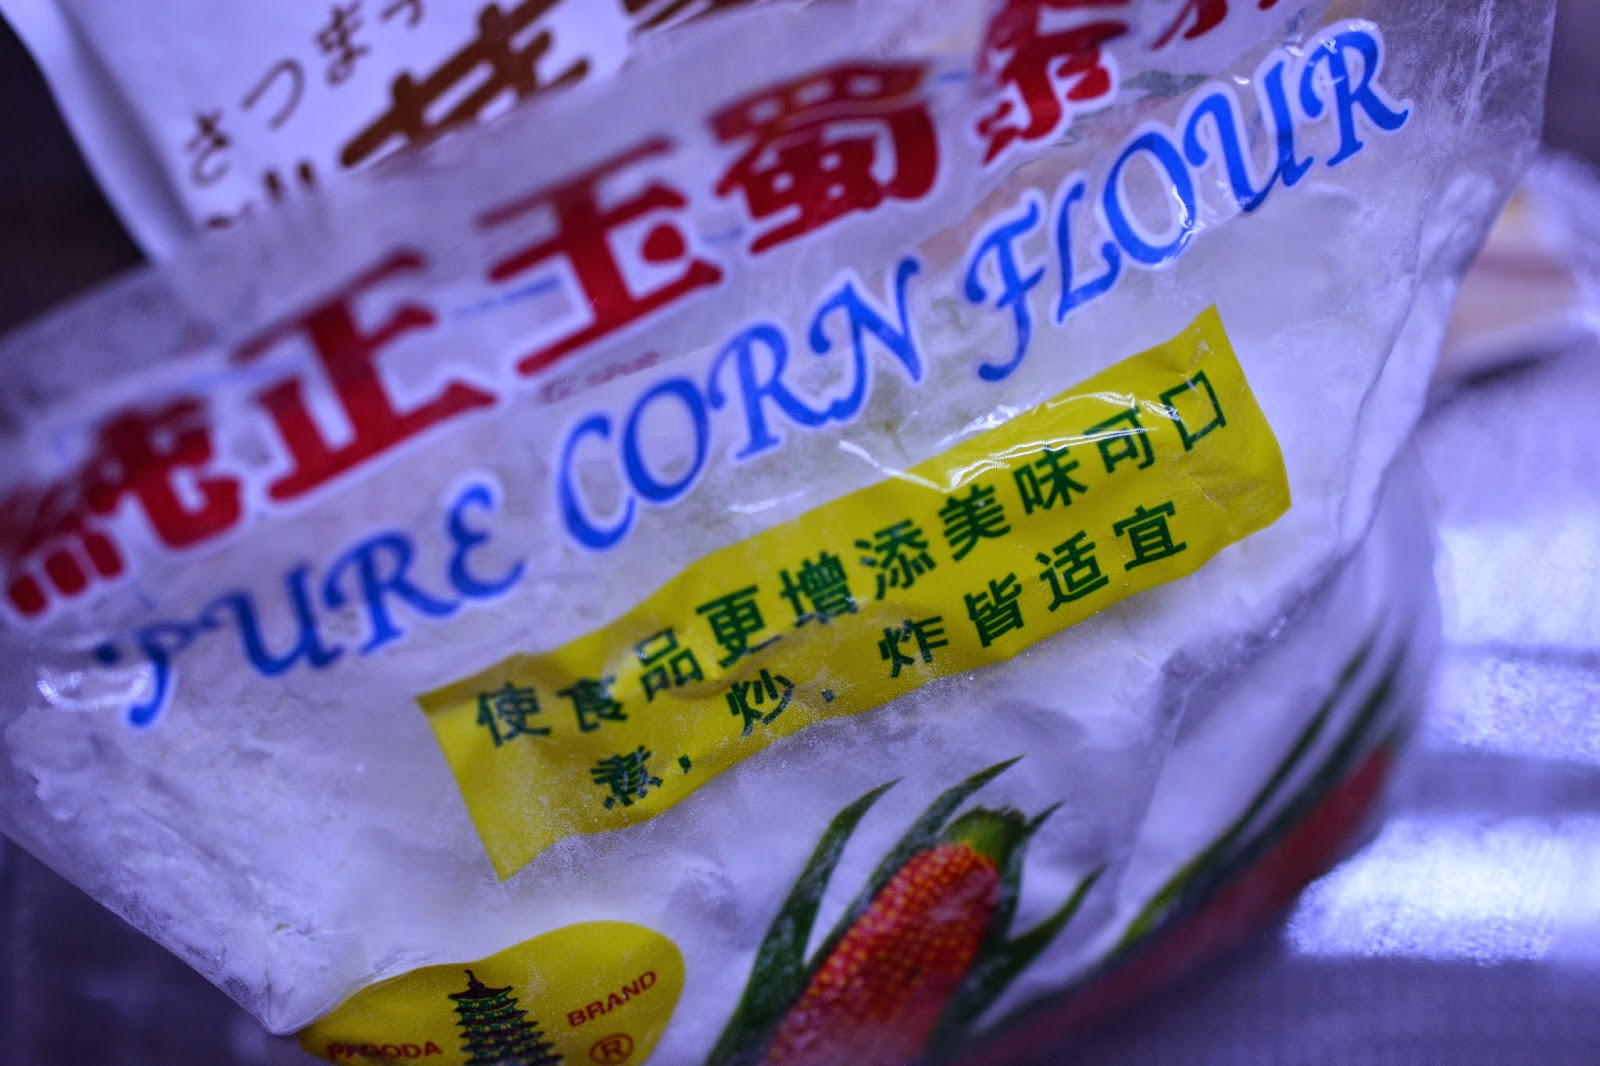 さつま
純正玉蜀黍
PURE CORN FLOUR
使食品更增添美味可口
煮，炒，炸皆适宜
PAGODA BRAND
®